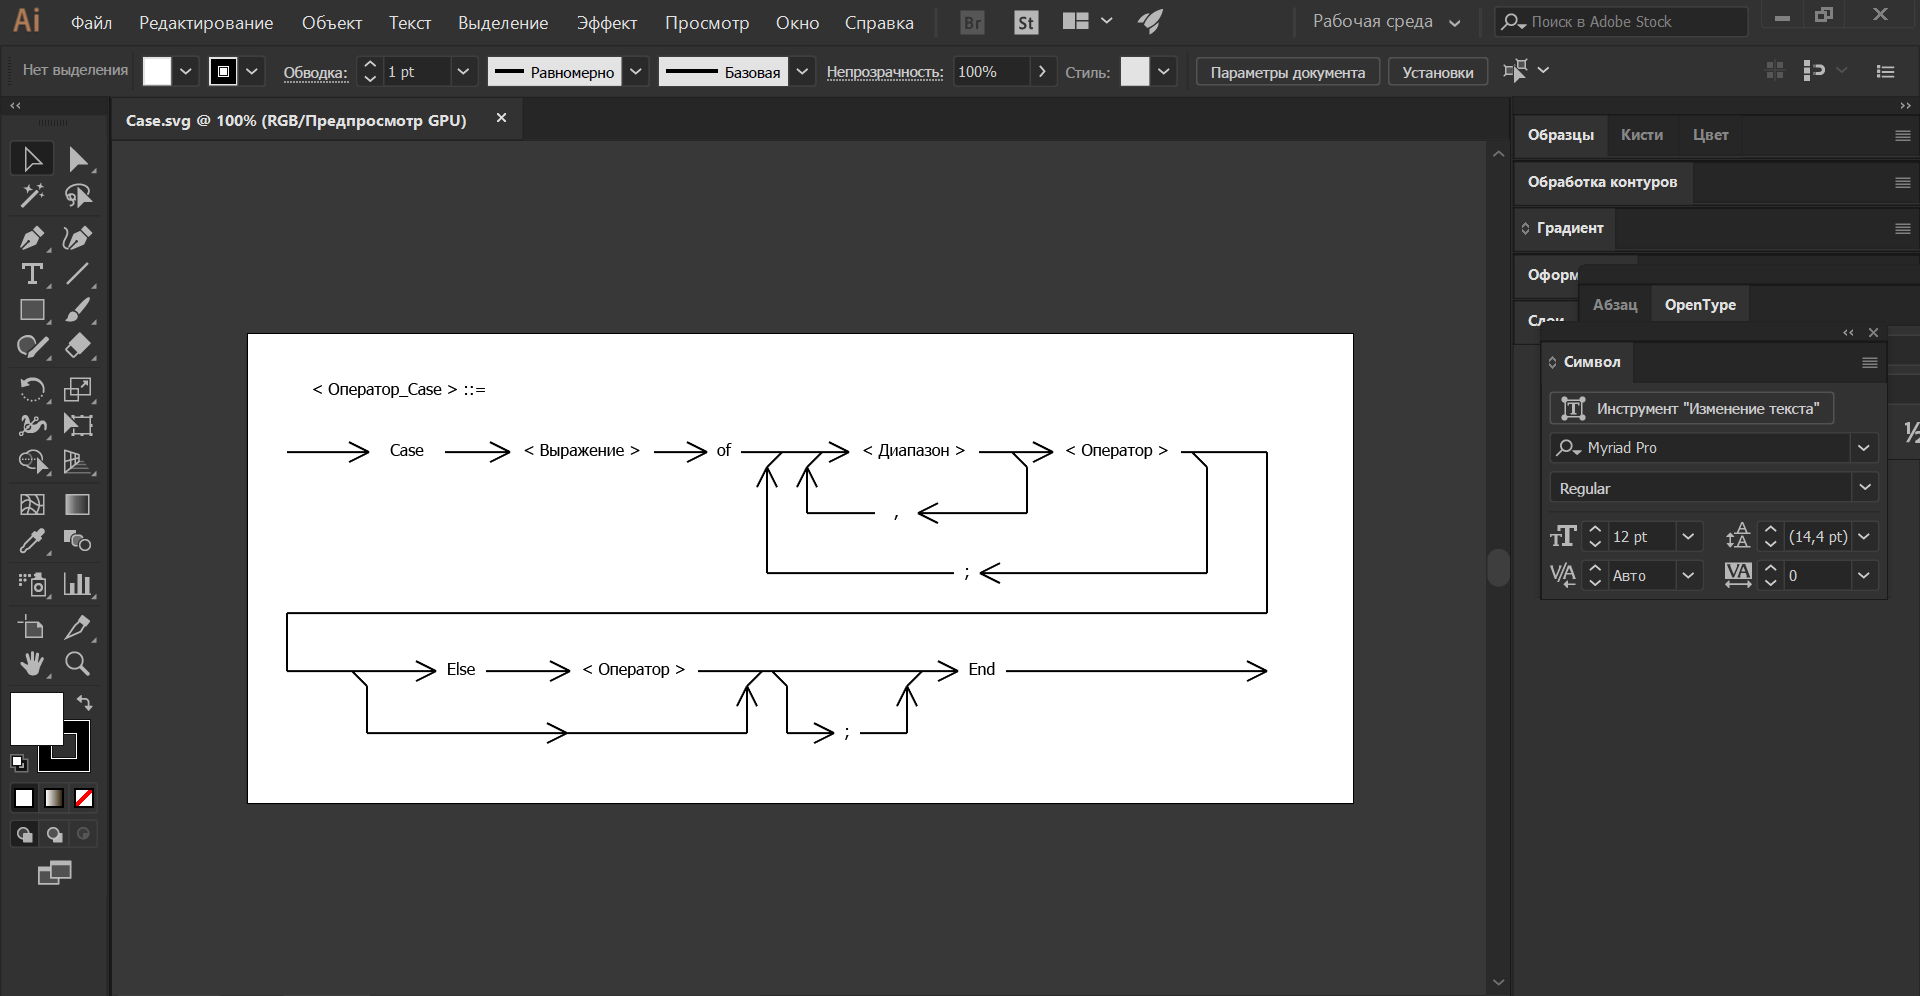 Ai Файл Редактирование Объект Текст Выделение Эффект Просмотр Окно Справка Br St Рабочая среда Поиск в Adobe Stock
Нет выделения Обводка: 1 pt Равномерно Базовая Непрозрачность: 100% Стиль: Параметры документа Установки
Case.svg @ 100% (RGB/Предпросмотр GPU)
Образцы Кисти Цвет
Обработка контуров
Градиент
Оформ
Абзац OpenType
Слои
Символ
Инструмент "Изменение текста"
Myriad Pro
Regular
12 pt (14,4 pt)
Авто 0
< Оператор_Case > ::=
Case < Выражение > of < Диапазон > < Оператор >
,
;
Else < Оператор > End
;